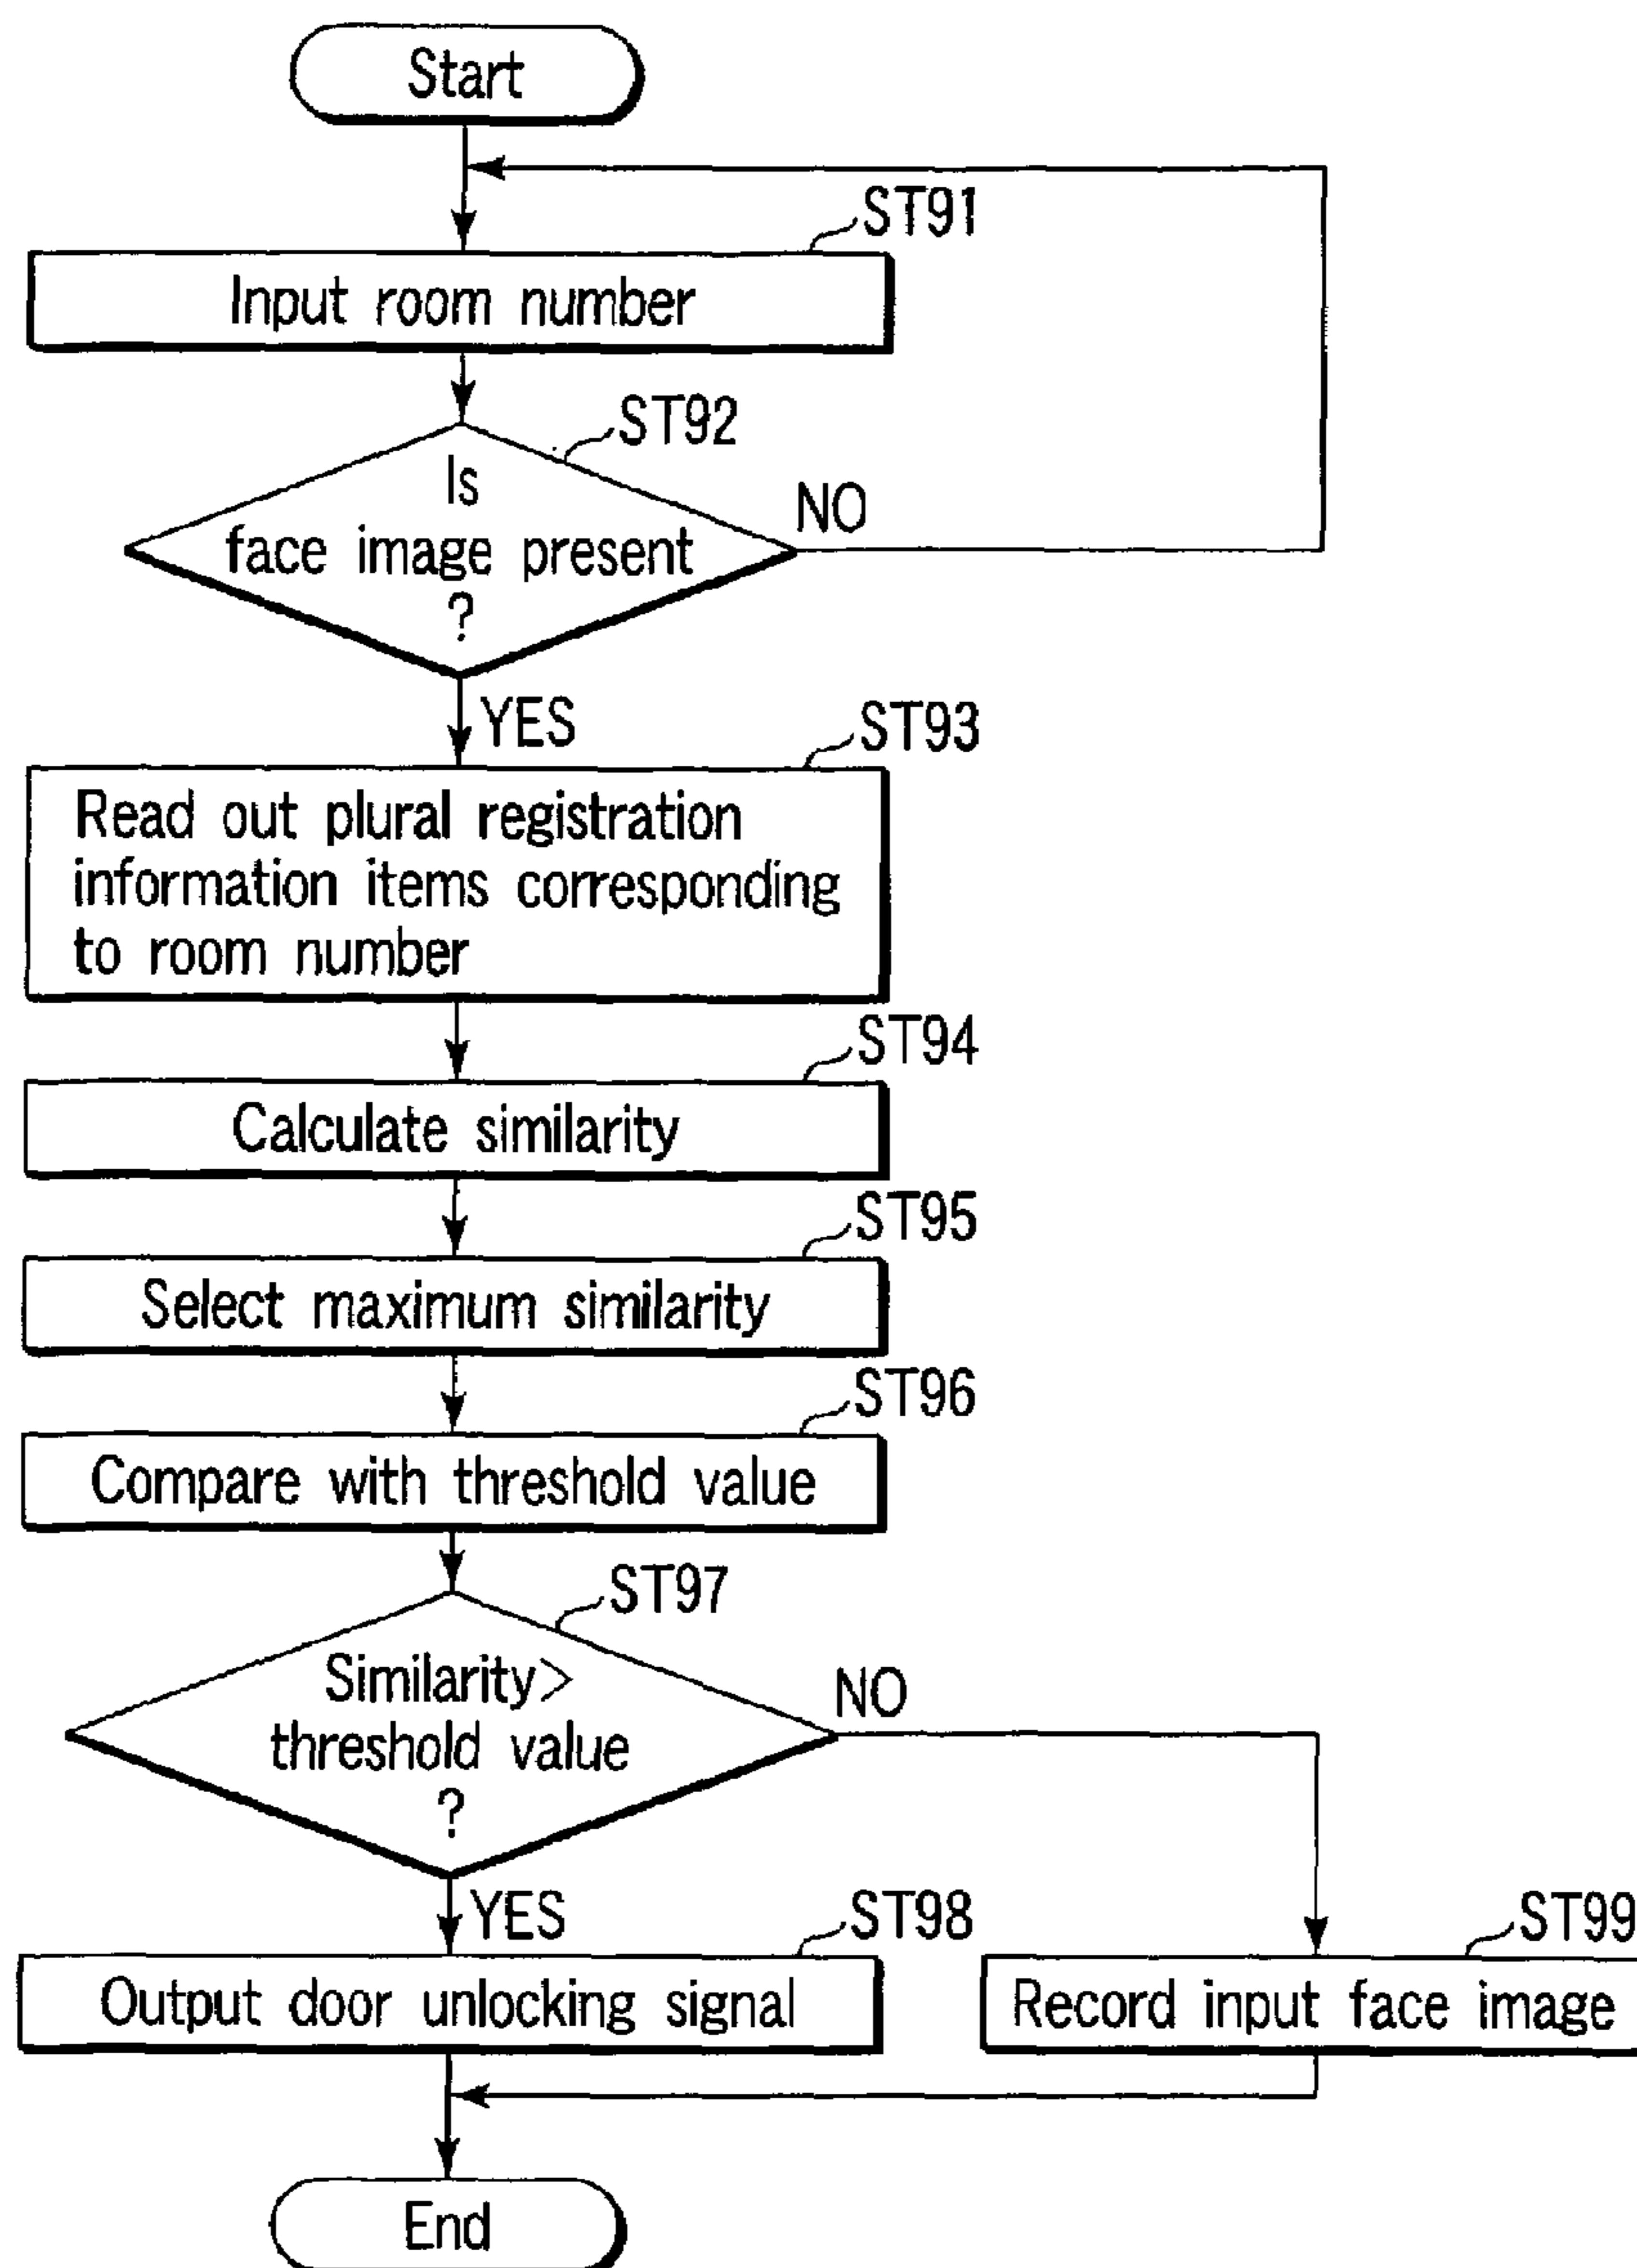 Start
ST91
Input room number
ST92
Is
face image present
?
NO
YES
ST93
Read out plural registration
information items corresponding
to room number
ST94
Calculate similarity
ST95
Select maximum similarity
ST96
Compare with threshold value
ST97
Similarity>
threshold value
?
NO
YES
ST98
Output door unlocking signal
ST99
Record input face image
End